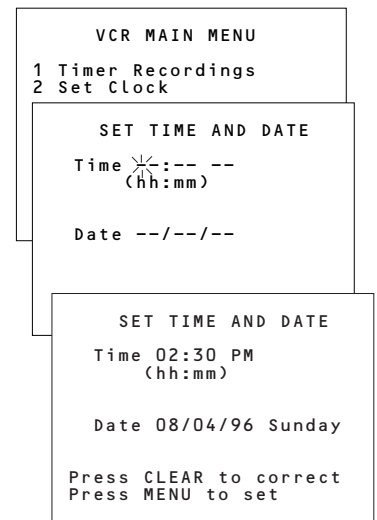 VCR MAIN MENU
1 Timer Recordings
2 Set Clock
SET TIME AND DATE
Time --:-- --
(hh:mm)
Date --/--/--
SET TIME AND DATE
Time 02:30 PM
(hh:mm)
Date 08/04/96 Sunday
Press CLEAR to correct
Press MENU to set